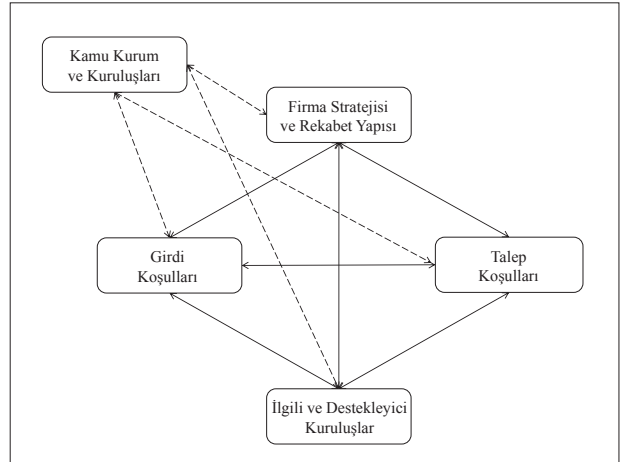 Kamu Kurum
ve Kuruluşları
Firma Stratejisi
ve Rekabet Yapısı
Girdi
Koşulları
Talep
Koşulları
İlgili ve Destekleyici
Kuruluşlar